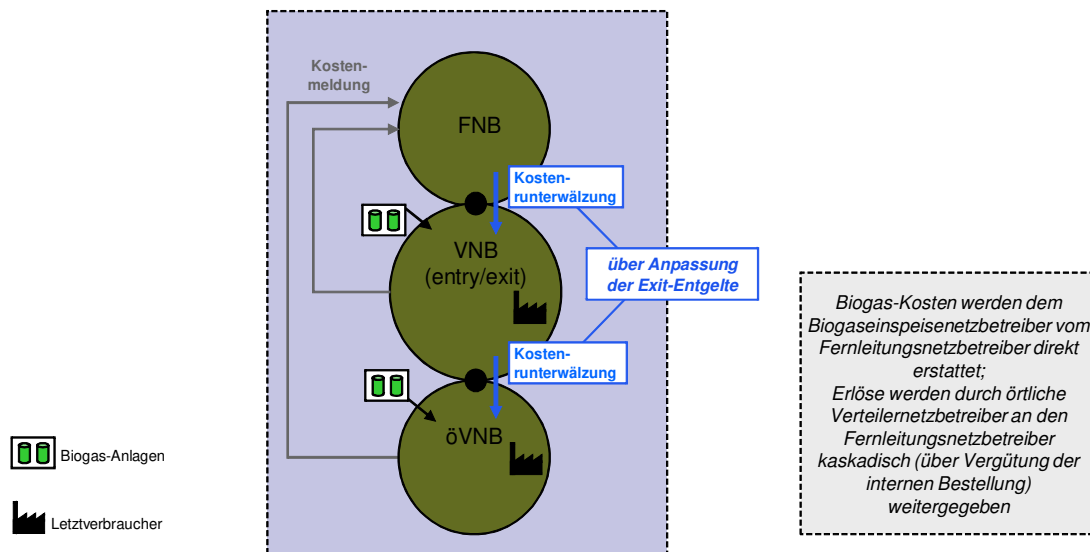 Kosten-
meldung
FNB
Kosten-
runterwälzung
VNB
(entry/exit)
über Anpassung
der Exit-Entgelte
Kosten-
runterwälzung
öVNB
Biogas-Anlagen
Letztverbraucher
Biogas-Kosten werden dem
Biogaseinspeisenetzbetreiber vom
Fernleitungsnetzbetreiber direkt
erstattet;
Erlöse werden durch örtliche
Verteilernetzbetreiber an den
Fernleitungsnetzbetreiber
kaskadisch (über Vergütung der
internen Bestellung)
weitergegeben